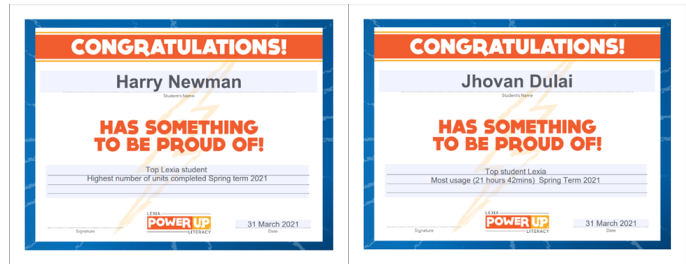 CONGRATULATIONS!
Harry Newman
Student's Name
HAS SOMETHING
TO BE PROUD OF!
Top Lexia student
Highest number of units completed Spring term 2021
LEXIA
POWER UP
LITERACY
31 March 2021
Signature
Date
CONGRATULATIONS!
Jhovan Dulai
Student's Name
HAS SOMETHING
TO BE PROUD OF!
Top student Lexia
Most usage (21 hours 42mins) Spring Term 2021
LEXIA
POWER UP
LITERACY
31 March 2021
Signature
Date